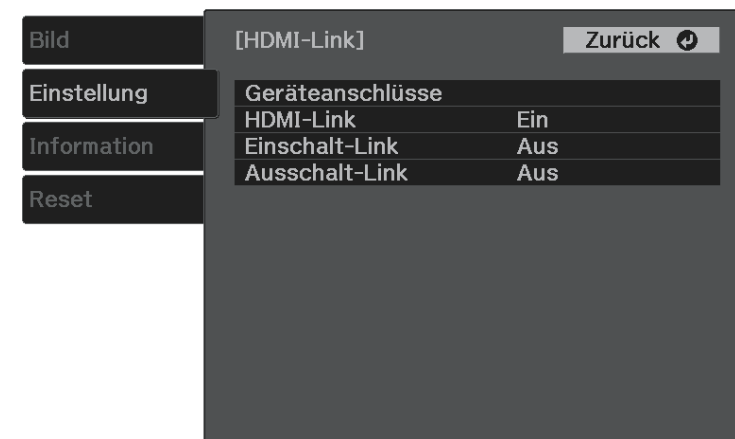 Bild
Einstellung
Information
Reset
[HDMI-Link]
Zurück
Geräteanschlüsse
HDMI-Link Ein
Einschalt-Link Aus
Ausschalt-Link Aus